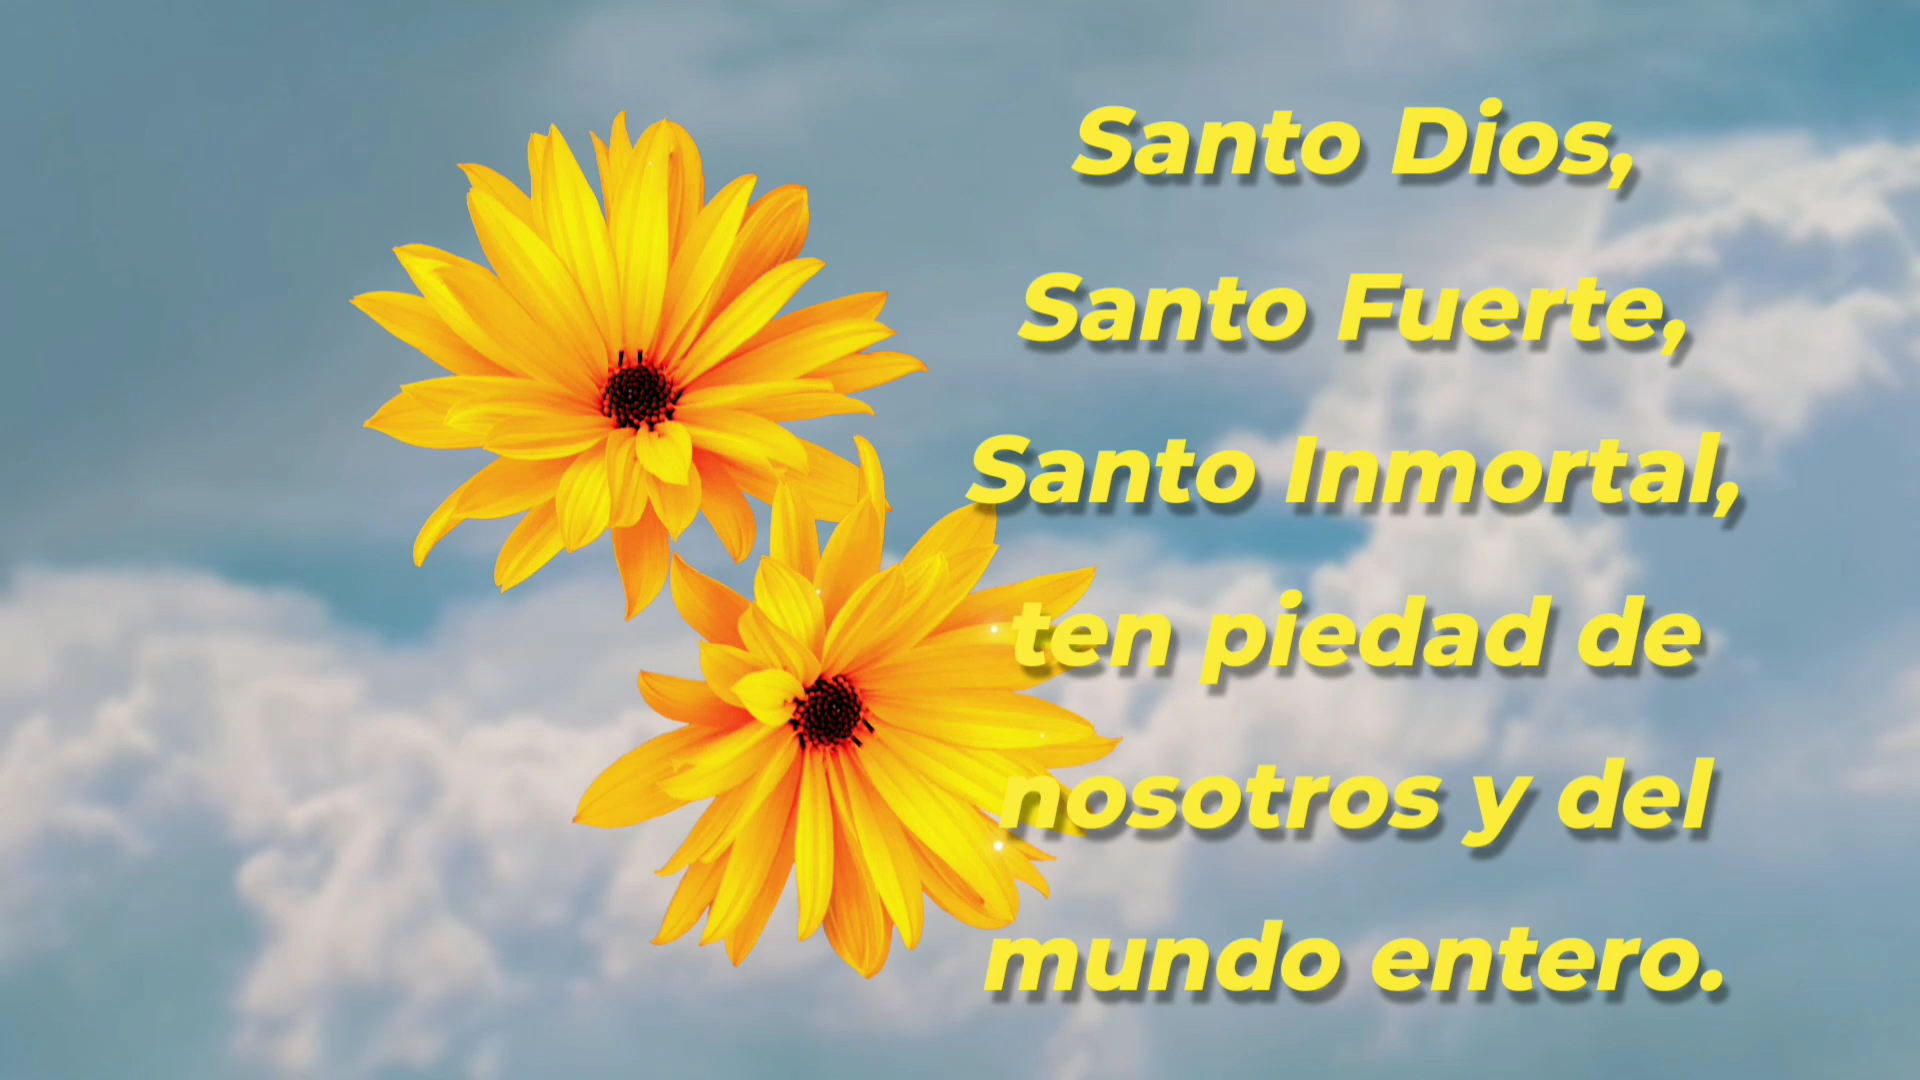 Santo Dios,
Santo Fuerte,
Santo Inmortal,
ten piedad de
nosotros y del
mundo entero.